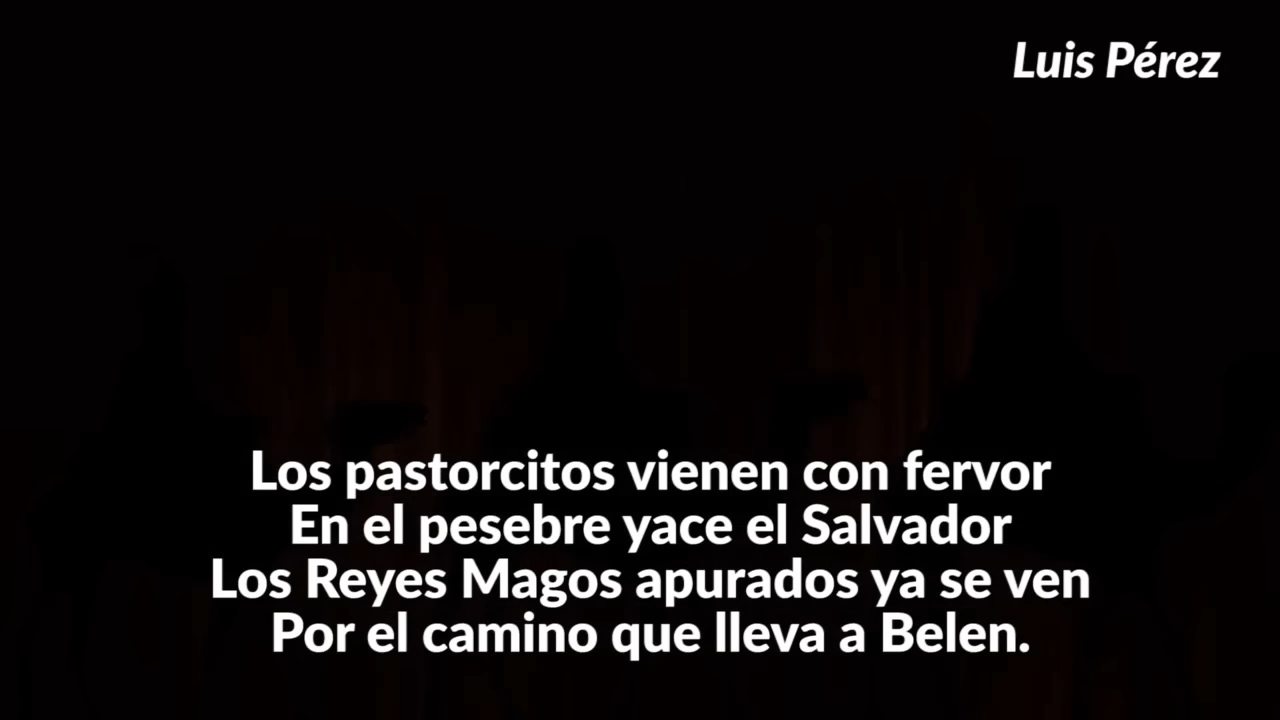 Luis Pérez
Los pastorcitos vienen con fervor
En el pesebre yace el Salvador
Los Reyes Magos apurados ya se ven
Por el camino que lleva a Belen.